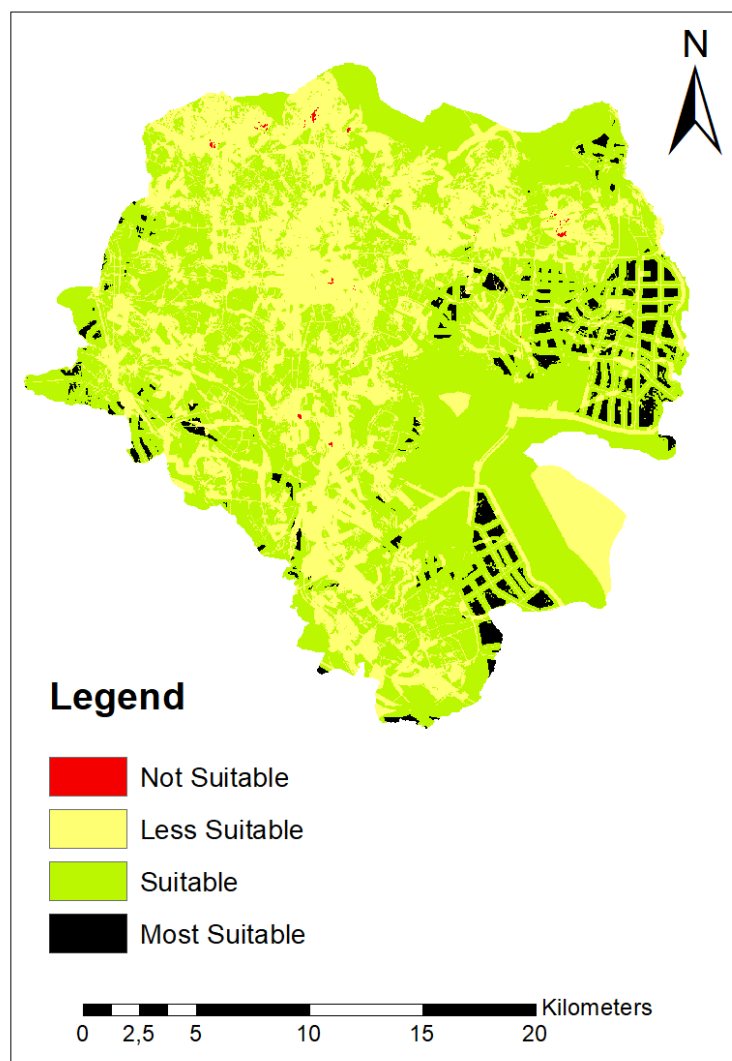 N
Legend
Not Suitable
Less Suitable
Suitable
Most Suitable
Kilometers
0 2,5 5 10 15 20